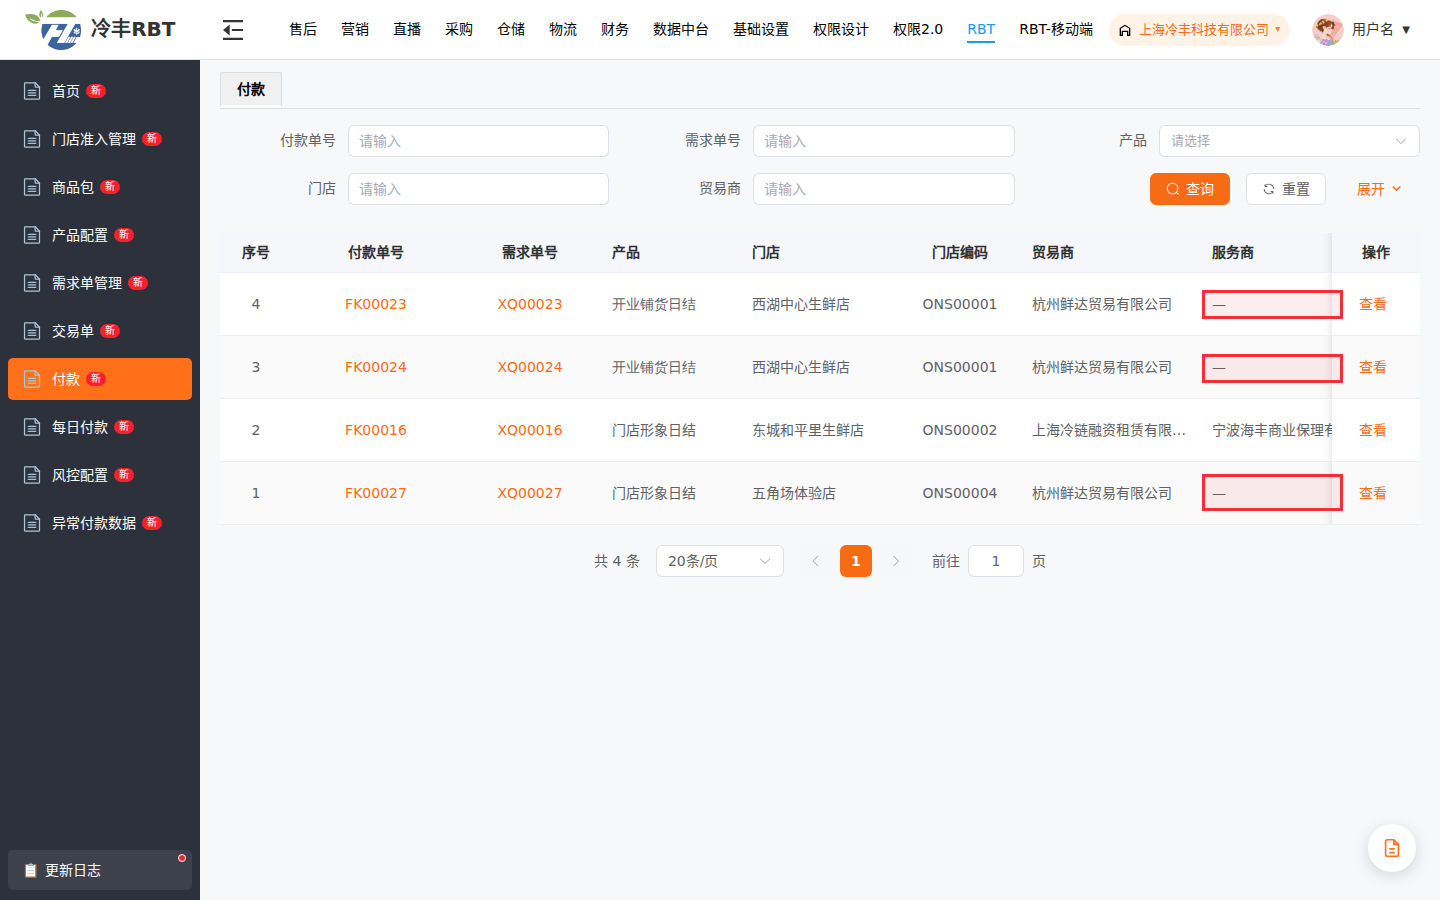 冷丰RBT
售后 营销 直播 采购 仓储 物流 财务 数据中台 基础设置 权限设计 权限2.0 RBT RBT-移动端 上海冷丰科技有限公司 ▾ 用户名 ▼
首页 新
门店准入管理 新
商品包 新
产品配置 新
需求单管理 新
交易单 新
付款 新
每日付款 新
风控配置 新
异常付款数据 新
更新日志
付款
付款单号 请输入 需求单号 请输入 产品 请选择
门店 请输入 贸易商 请输入 查询 重置 展开
序号 付款单号 需求单号 产品 门店 门店编码 贸易商 服务商 操作
4 FK00023 XQ00023 开业铺货日结 西湖中心生鲜店 ONS00001 杭州鲜达贸易有限公司 — 查看
3 FK00024 XQ00024 开业铺货日结 西湖中心生鲜店 ONS00001 杭州鲜达贸易有限公司 — 查看
2 FK00016 XQ00016 门店形象日结 东城和平里生鲜店 ONS00002 上海冷链融资租赁有限... 宁波海丰商业保理有 查看
1 FK00027 XQ00027 门店形象日结 五角场体验店 ONS00004 杭州鲜达贸易有限公司 — 查看
共 4 条 20条/页 1 前往 1 页